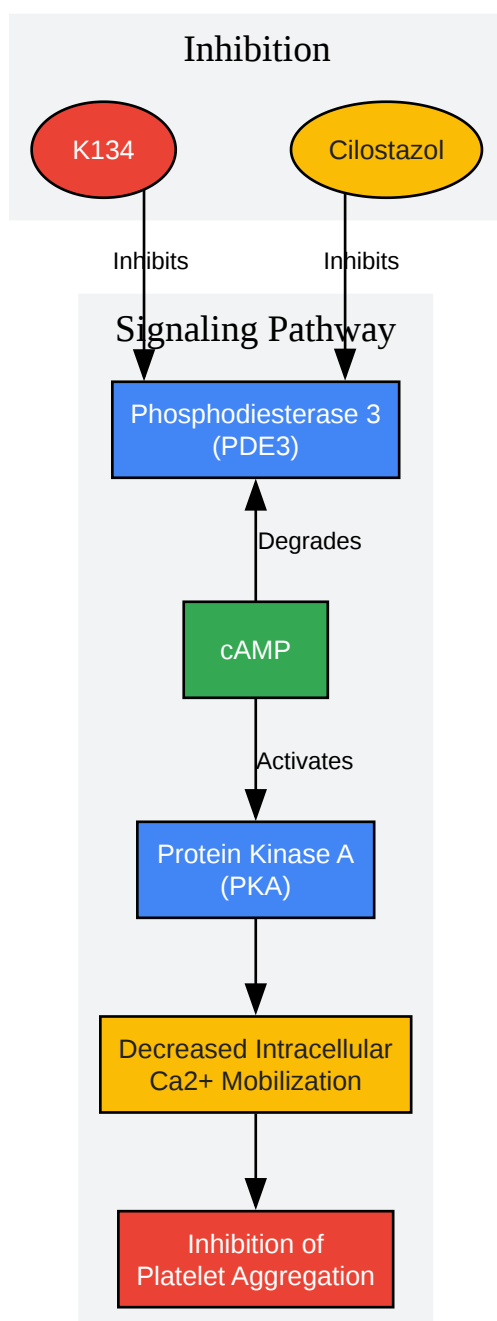 Inhibition
K134
Cilostazol
Inhibits
Inhibits
Signaling Pathway
Phosphodiesterase 3
(PDE3)
Degrades
cAMP
Activates
Protein Kinase A
(PKA)
Decreased Intracellular
Ca2+ Mobilization
Inhibition of
Platelet Aggregation